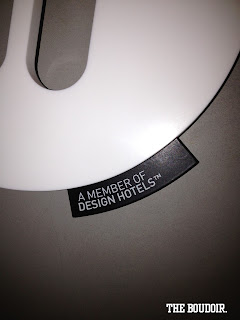 A MEMBER OF
DESIGN HOTELS™
THE BOUDOIR.